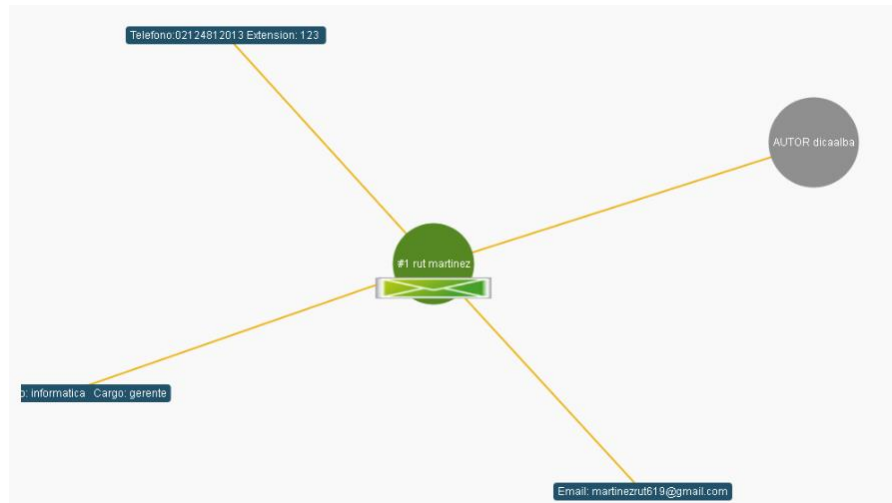 Telefono:02124812013 Extension: 123
AUTOR dicaalba
#1 rut martinez
o: informatica Cargo: gerente
Email: martinezrut619@gmail.com